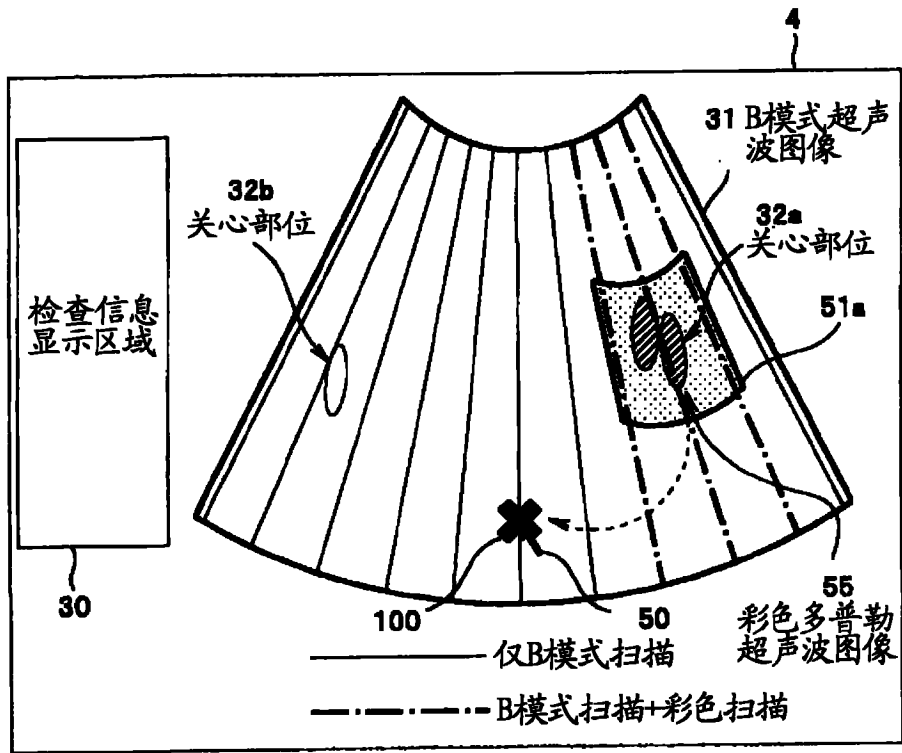 4
31 B模式超声
波图像
32b
关心部位
32a
关心部位
51a
检查信息
显示区域
30
100
50
55
彩色多普勒
超声波图像
仅B模式扫描
B模式扫描+彩色扫描